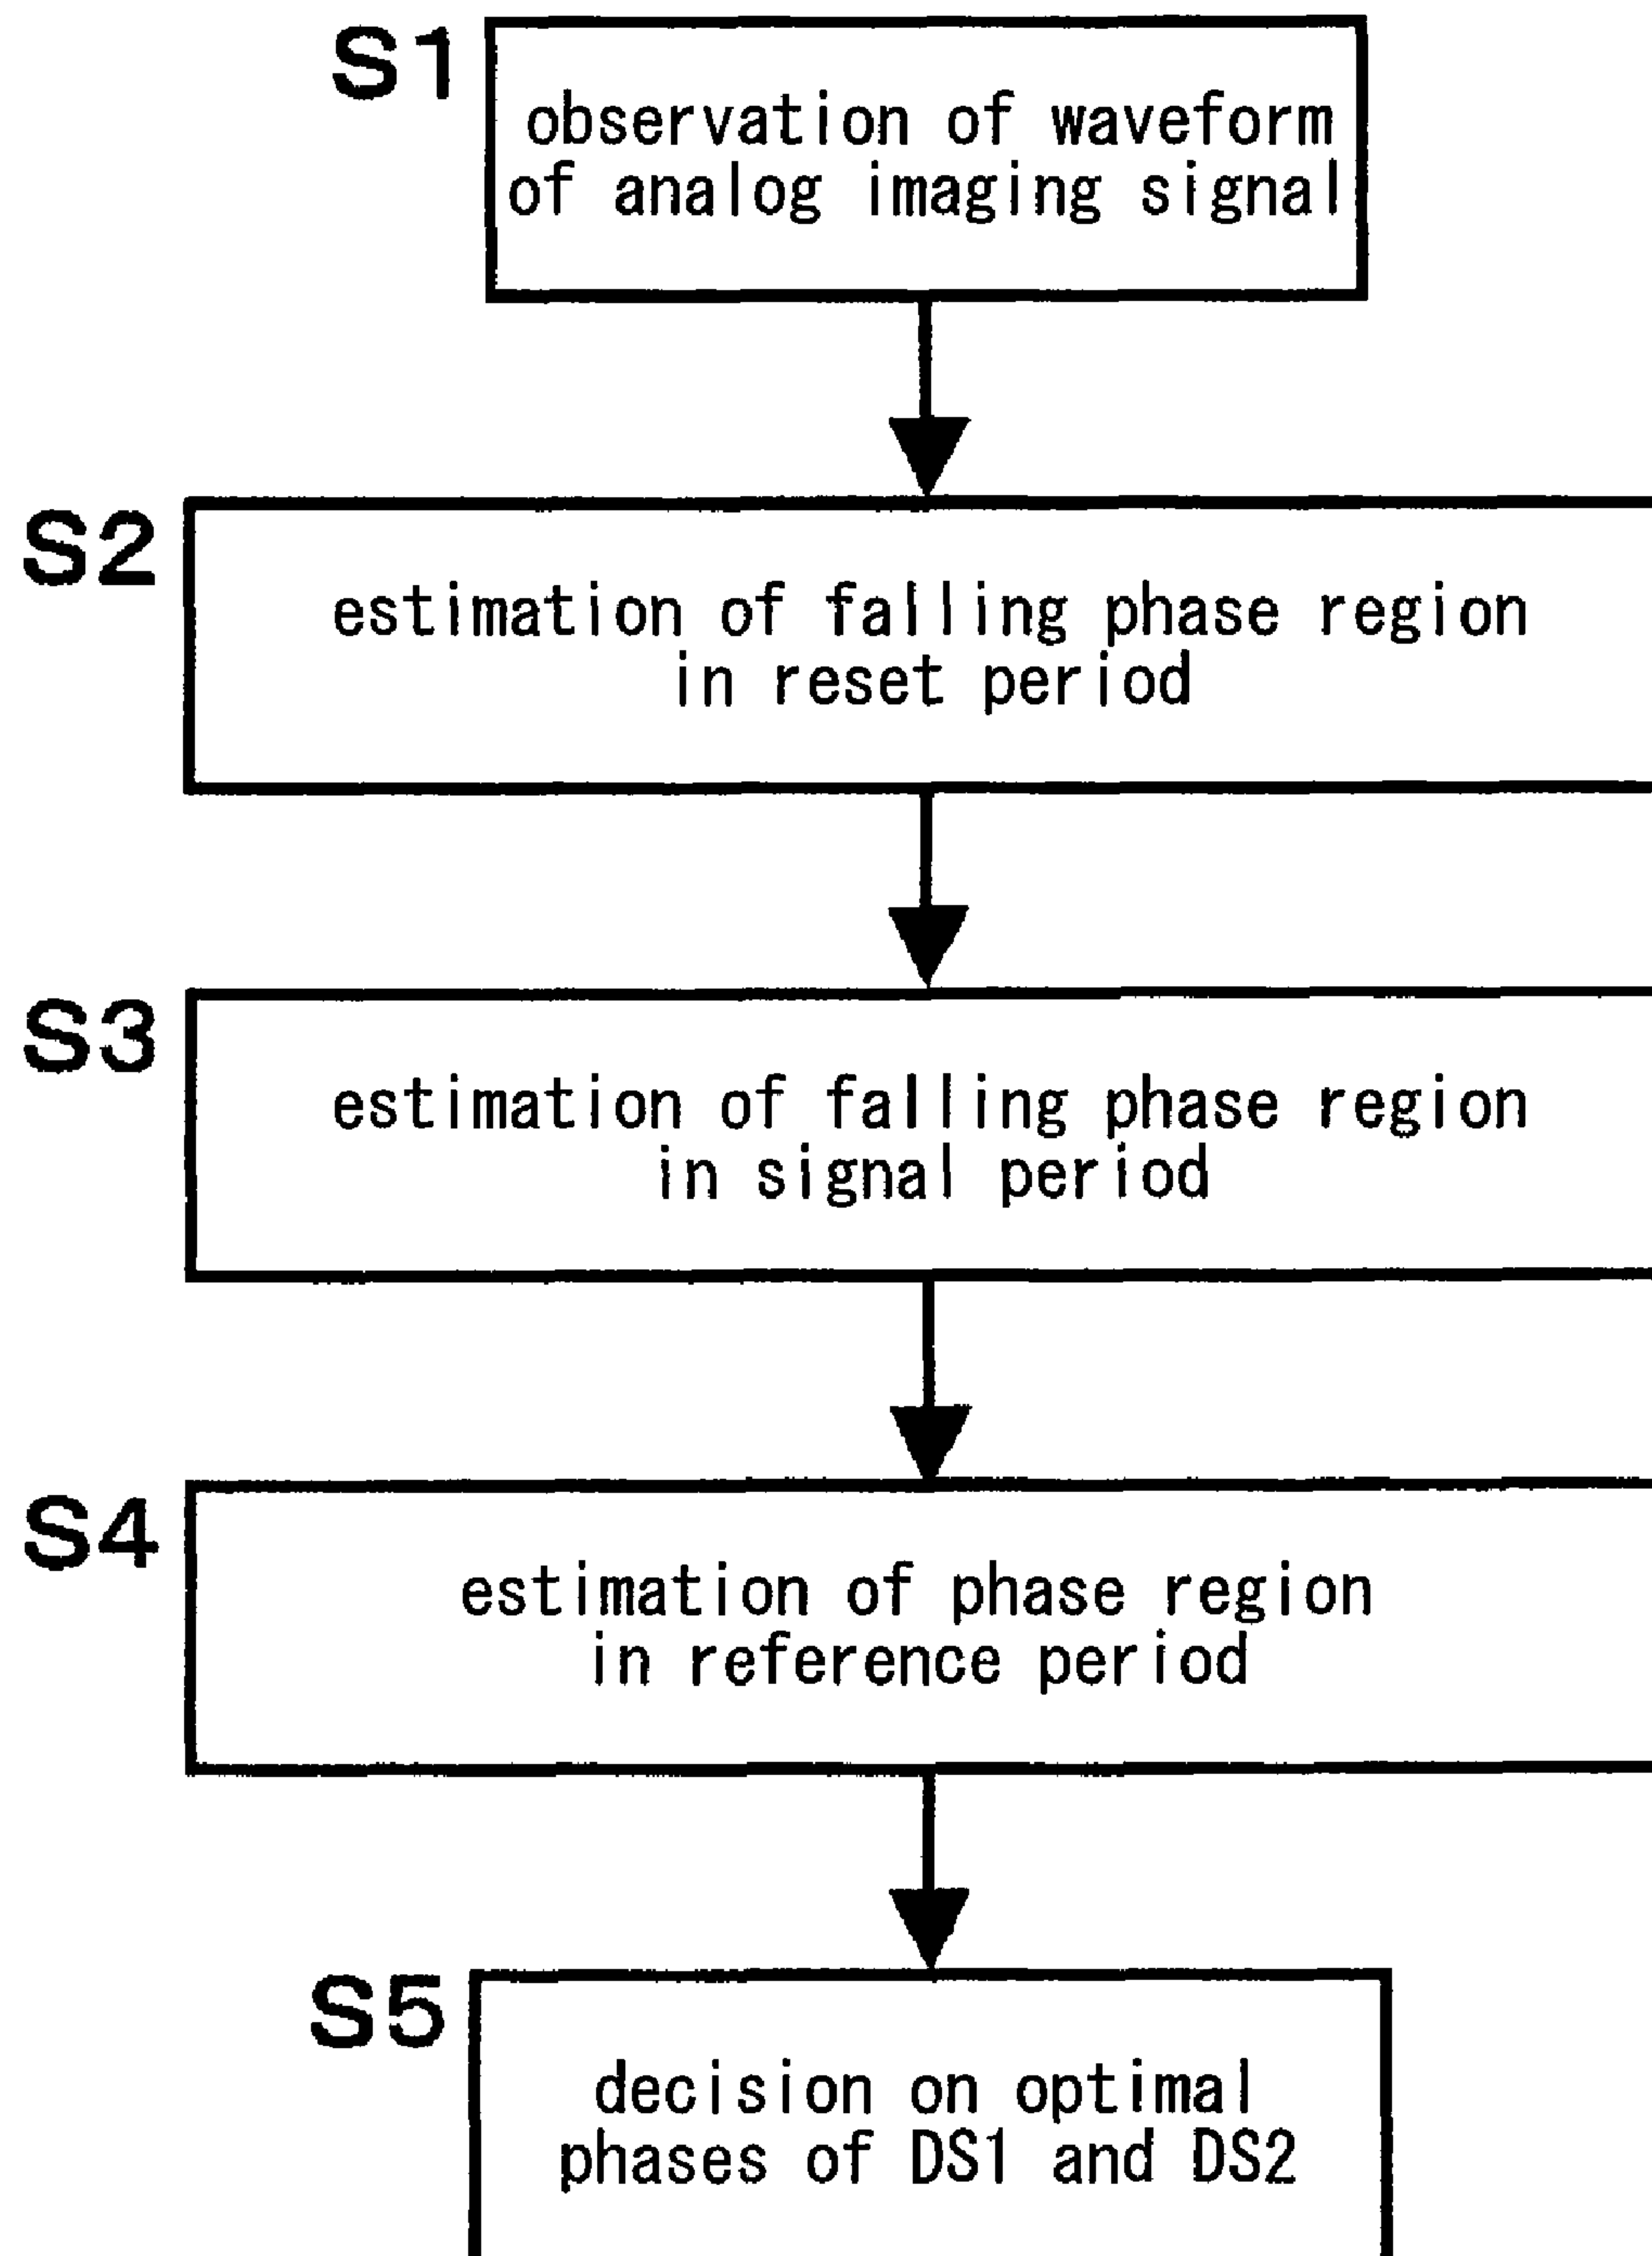 S1
observation of waveform
of analog imaging signal
S2
estimation of falling phase region
in reset period
S3
estimation of falling phase region
in signal period
S4
estimation of phase region
in reference period
S5
decision on optimal
phases of DS1 and DS2